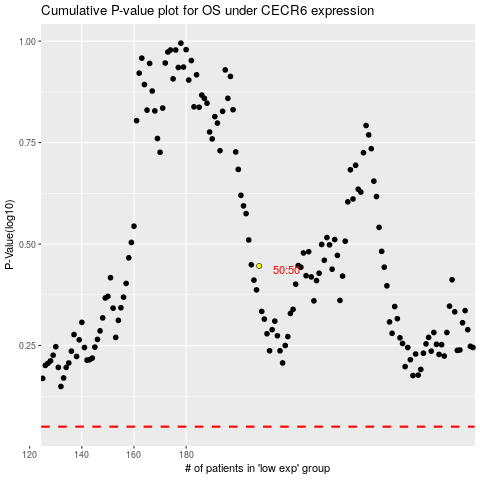 Cumulative P-value plot for OS under CECR6 expression
P-Value(log10)
1.00
0.75
0.50
0.25
50:50
120 140 160 180
# of patients in 'low exp' group